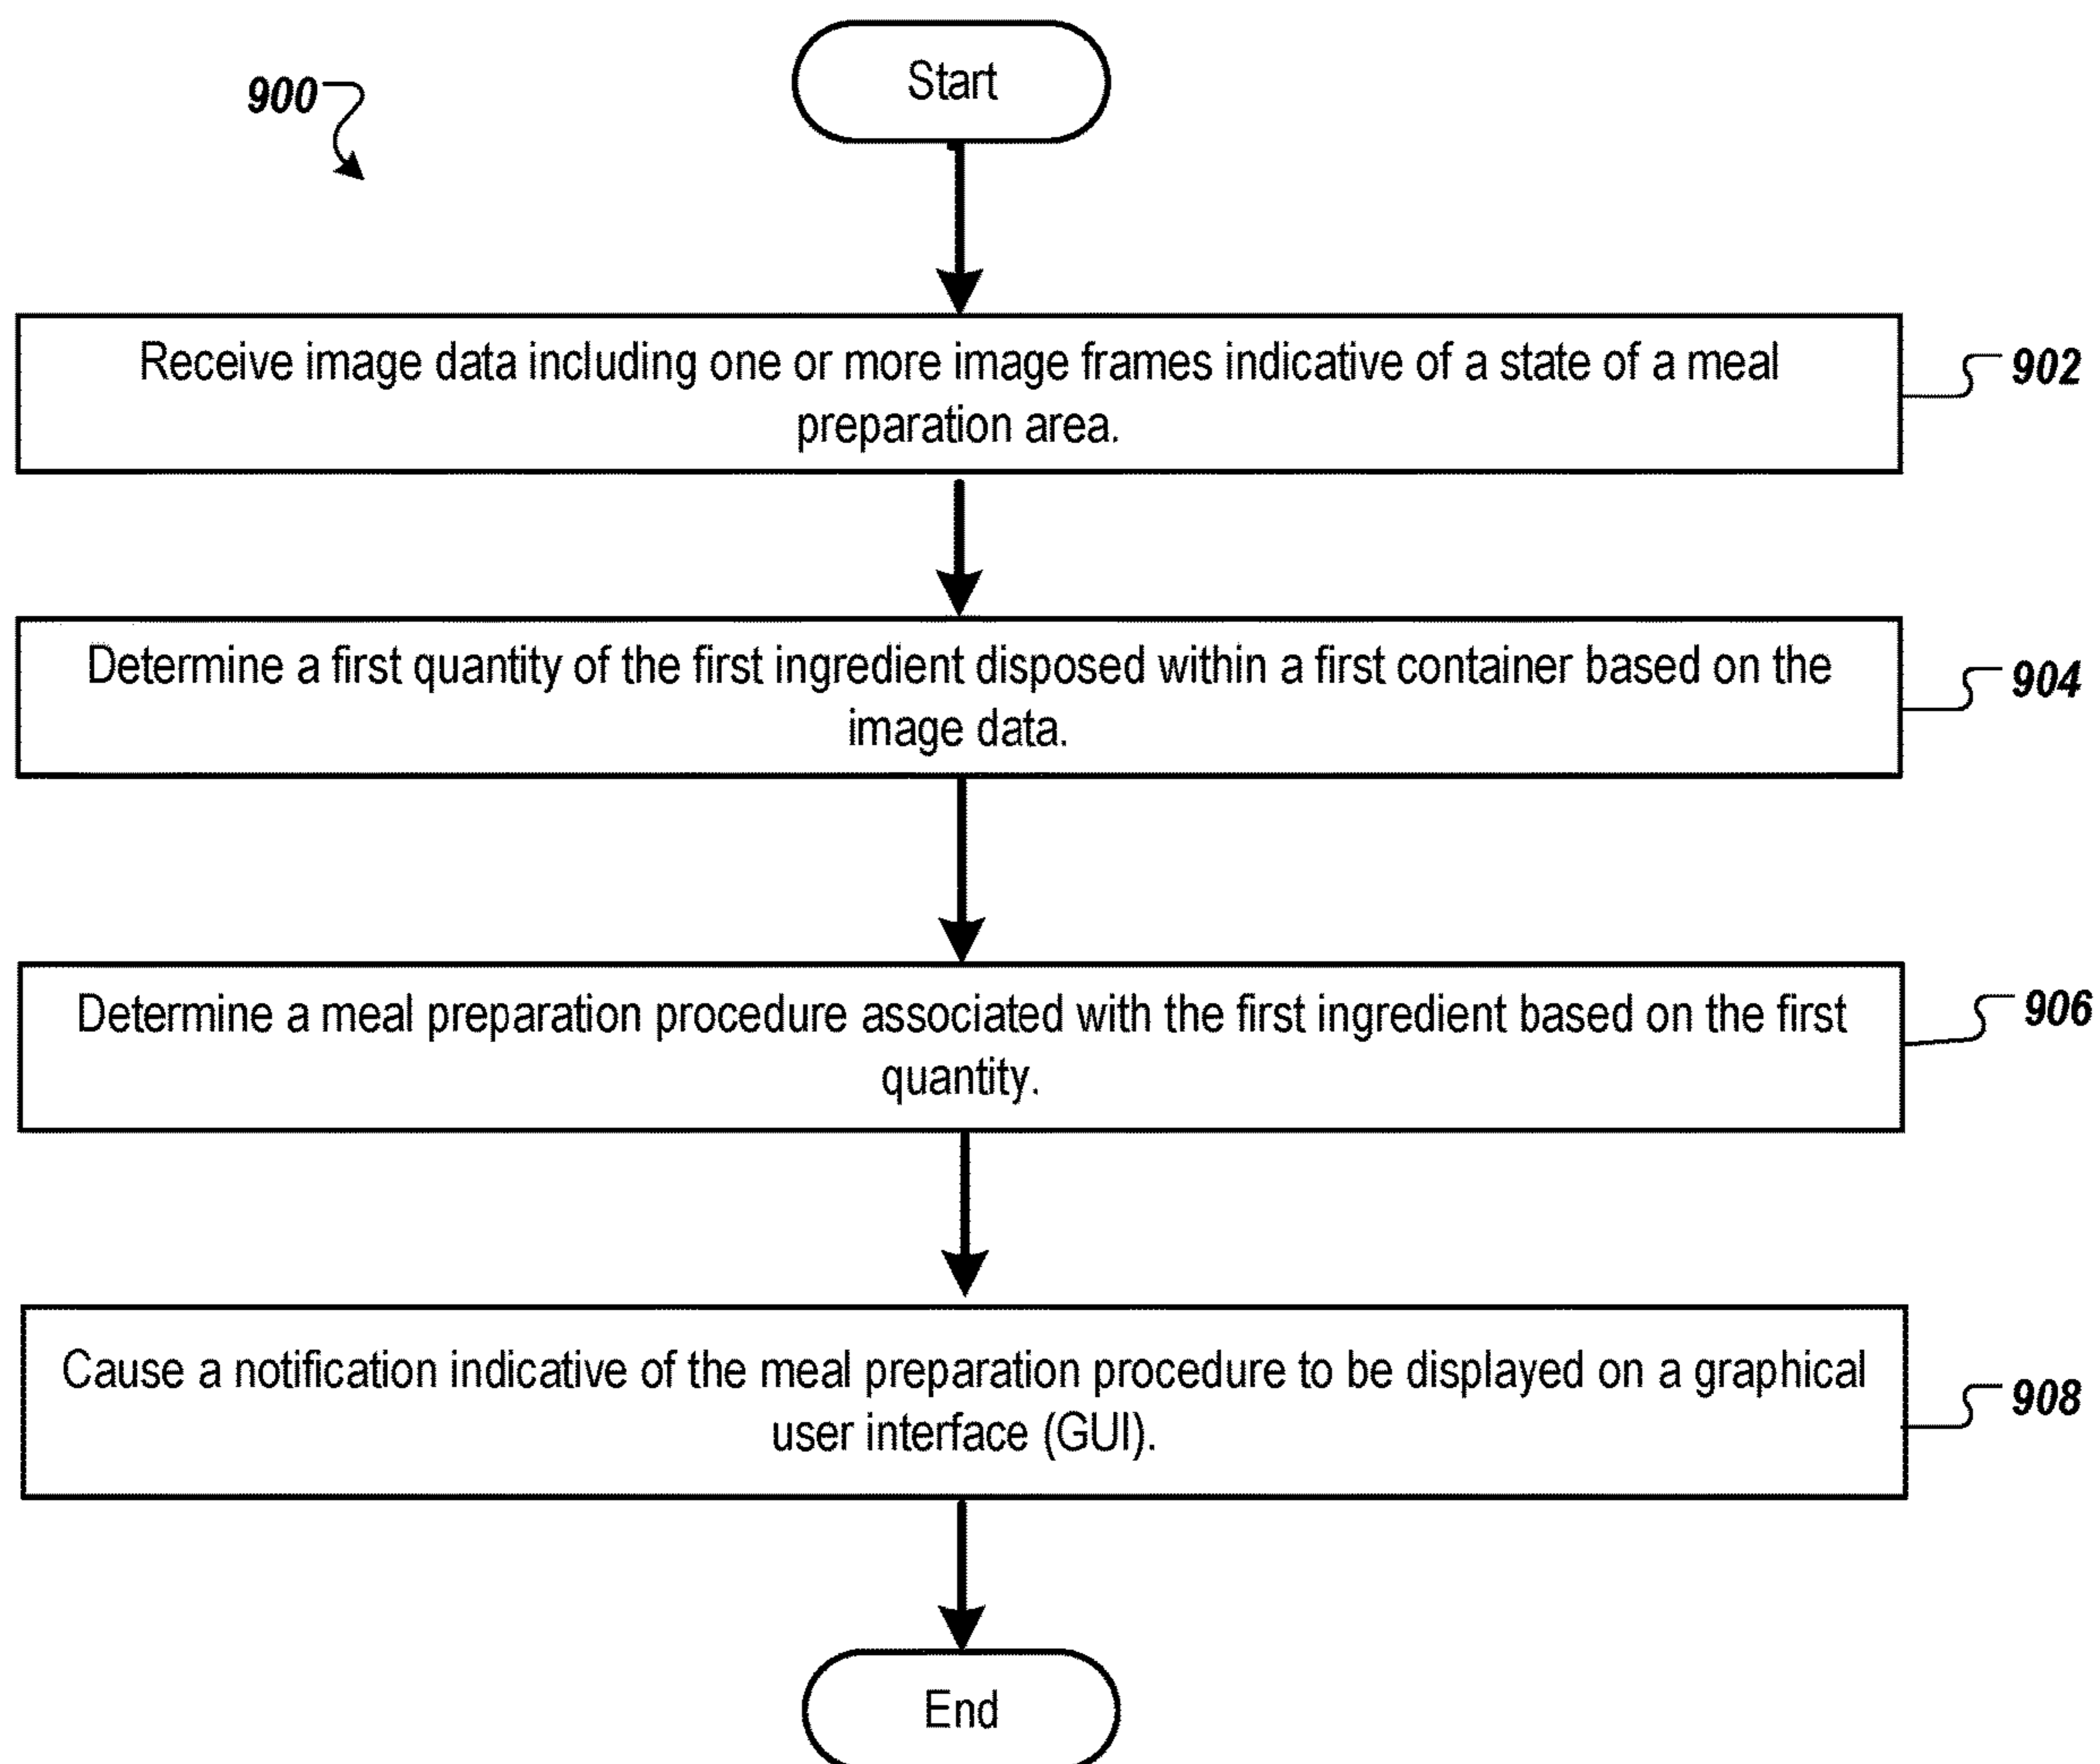 Start
900
Receive image data including one or more image frames indicative of a state of a meal
preparation area.
902
Determine a first quantity of the first ingredient disposed within a first container based on the
image data.
904
Determine a meal preparation procedure associated with the first ingredient based on the first
quantity.
906
Cause a notification indicative of the meal preparation procedure to be displayed on a graphical
user interface (GUI).
908
End